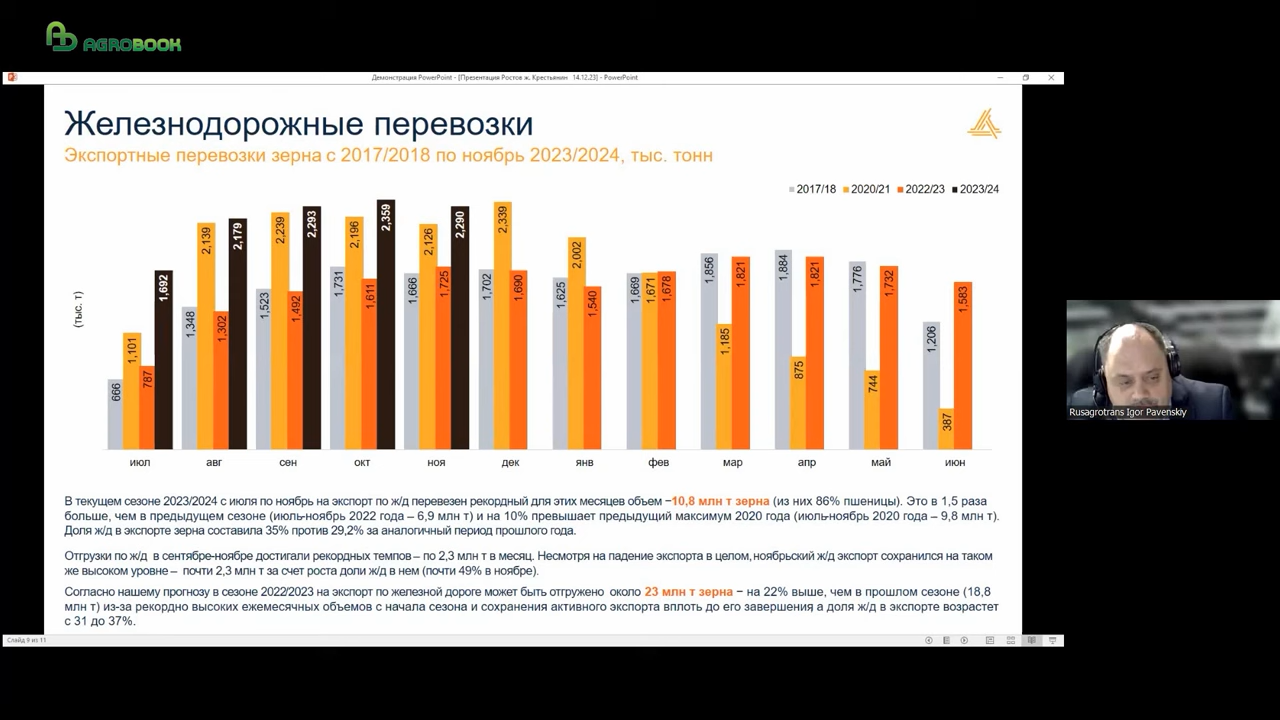 AGROBOOK
Демонстрация PowerPoint - [Презентация Ростов ж. Крестьянин 14.12.23] - PowerPoint
Железнодорожные перевозки
Экспортные перевозки зерна с 2017/2018 по ноябрь 2023/2024, тыс. тонн
2017/18 2020/21 2022/23 2023/24
(тыс. т)
666 1,101 787 1,692
1,348 2,139 1,302 2,179
1,523 2,239 1,492 2,293
1,731 2,196 1,611 2,359
1,666 2,126 1,725 2,290
1,702 2,339 1,690
1,625 2,002 1,540
1,669 1,671 1,678
1,856 1,185 1,821
1,884 875 1,821
1,776 744 1,732
1,206 387 1,583
июл авг сен окт ноя дек янв фев мар апр май июн
В текущем сезоне 2023/2024 с июля по ноябрь на экспорт по ж/д перевезен рекордный для этих месяцев объем –10,8 млн т зерна (из них 86% пшеницы). Это в 1,5 раза
больше, чем в предыдущем сезоне (июль-ноябрь 2022 года – 6,9 млн т) и на 10% превышает предыдущий максимум 2020 года (июль-ноябрь 2020 года – 9,8 млн т).
Доля ж/д в экспорте зерна составила 35% против 29,2% за аналогичный период прошлого года.
Отгрузки по ж/д в сентябре-ноябре достигали рекордных темпов – по 2,3 млн т в месяц. Несмотря на падение экспорта в целом, ноябрьский ж/д экспорт сохранился на таком
же высоком уровне – почти 2,3 млн т за счет роста доли ж/д в нем (почти 49% в ноябре).
Согласно нашему прогнозу в сезоне 2022/2023 на экспорт по железной дороге может быть отгружено около 23 млн т зерна – на 22% выше, чем в прошлом сезоне (18,8
млн т) из-за рекордно высоких ежемесячных объемов с начала сезона и сохранения активного экспорта вплоть до его завершения а доля ж/д в экспорте возрастет
с 31 до 37%.
Слайд 9 из 11
Rusagrotrans Igor Pavenskiy